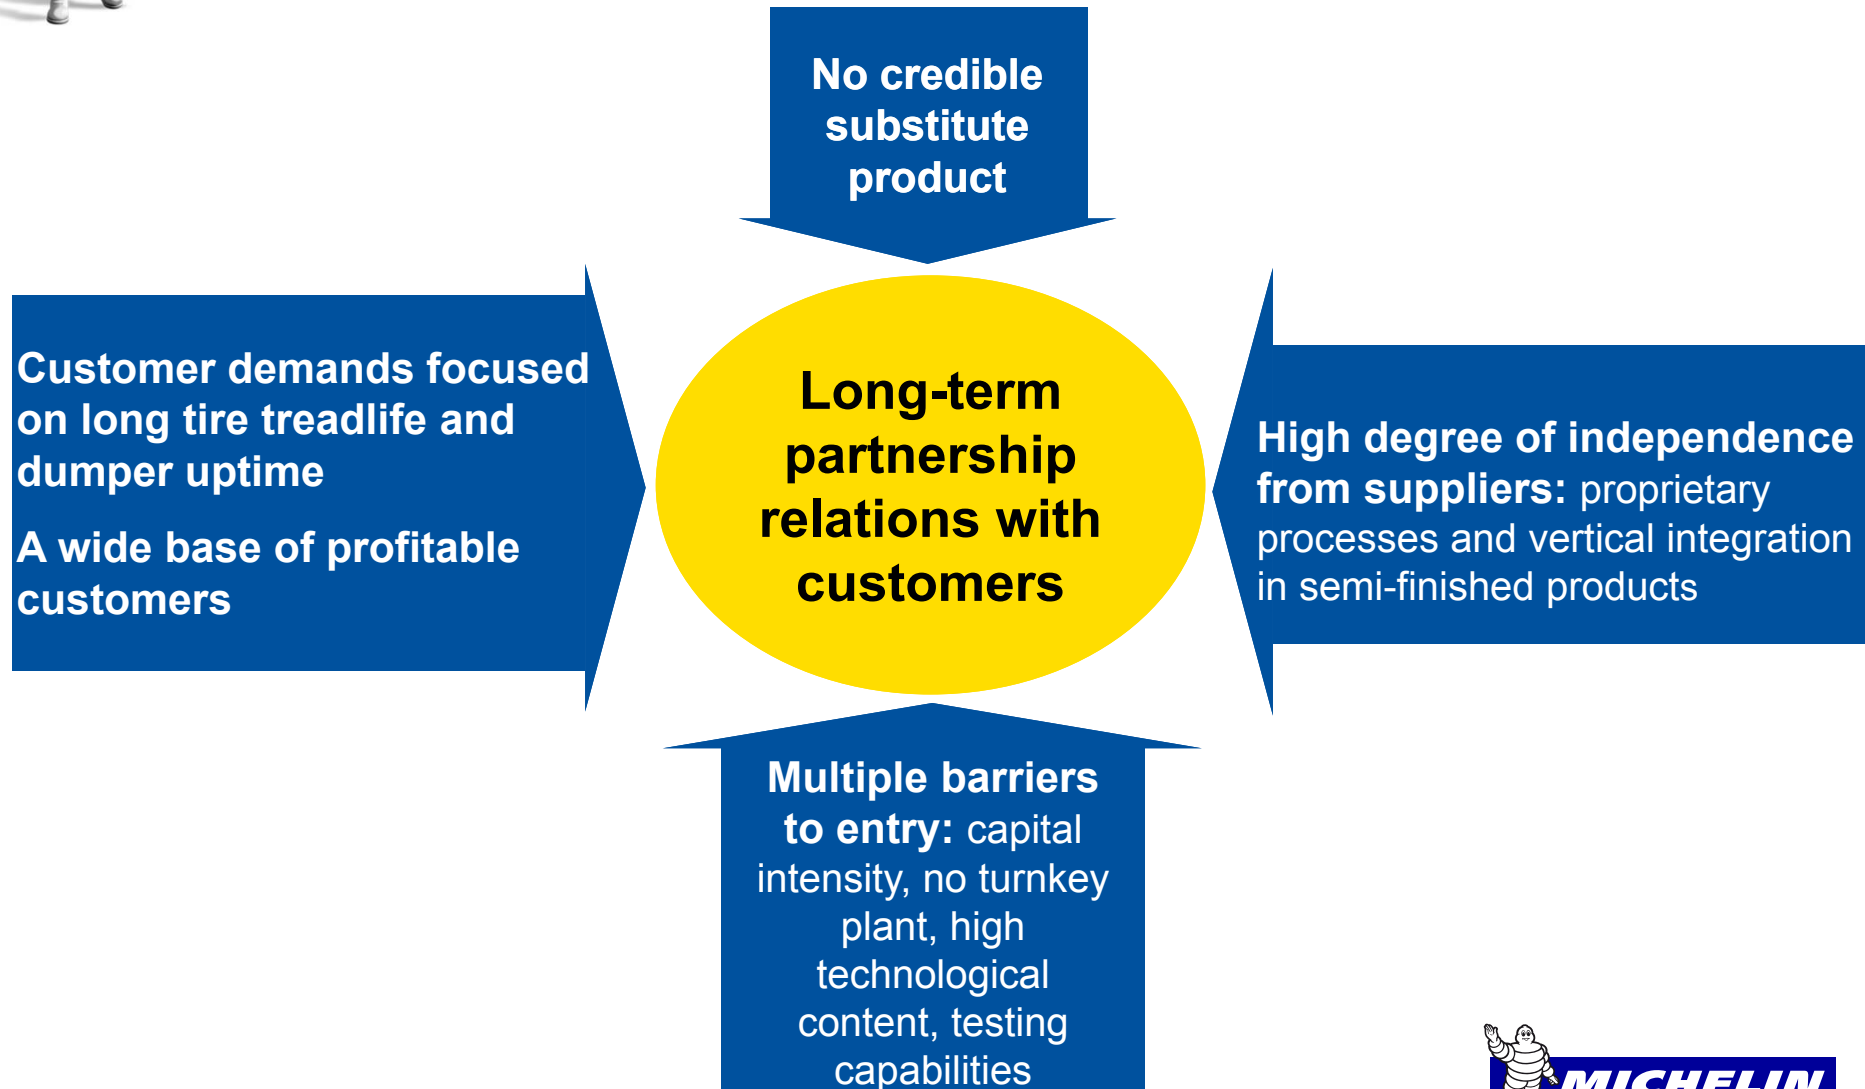 No credible
substitute
product
Customer demands focused
on long tire treadlife and
dumper uptime
A wide base of profitable
customers
Long-term
partnership
relations with
customers
High degree of independence
from suppliers: proprietary
processes and vertical integration
in semi-finished products
Multiple barriers
to entry: capital
intensity, no turnkey
plant, high
technological
content, testing
capabilities
MICHELIN